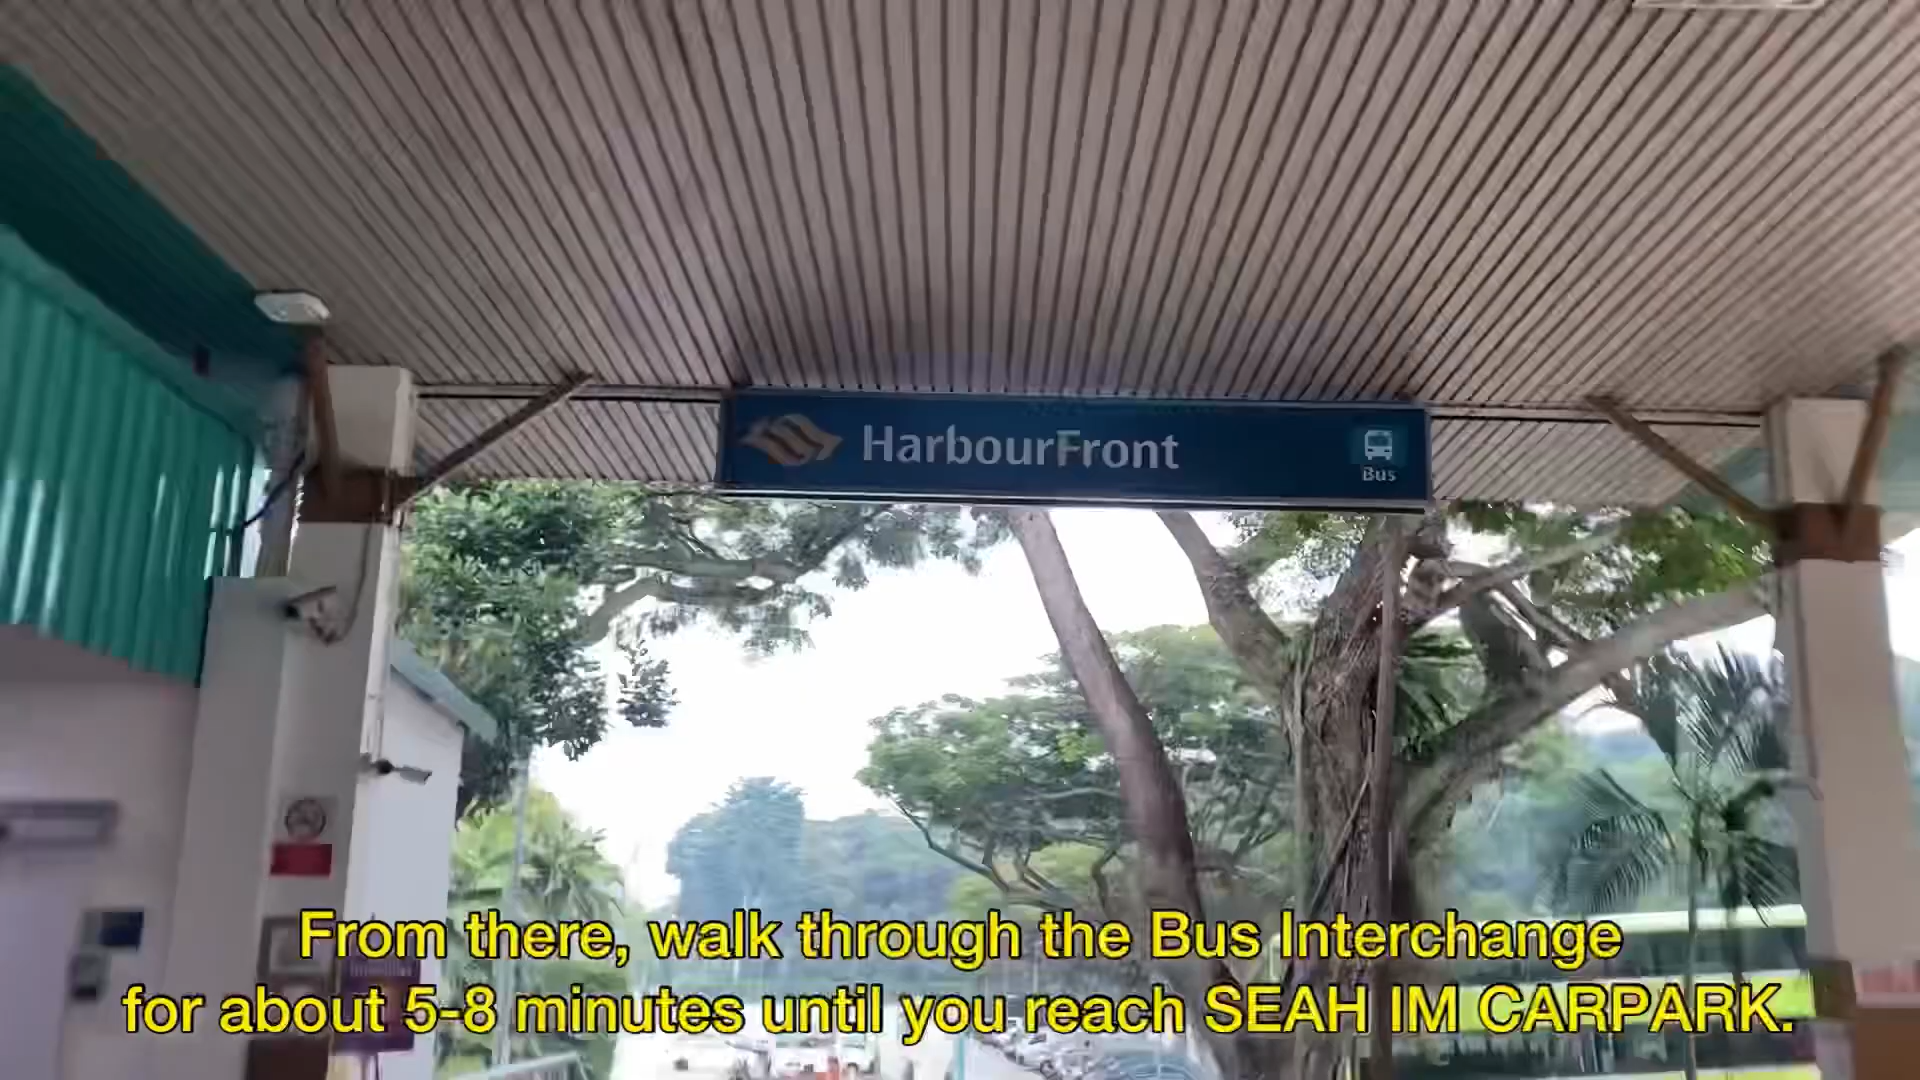 HarbourFront
Bus
From there, walk through the Bus Interchange
for about 5-8 minutes until you reach SEAH IM CARPARK.